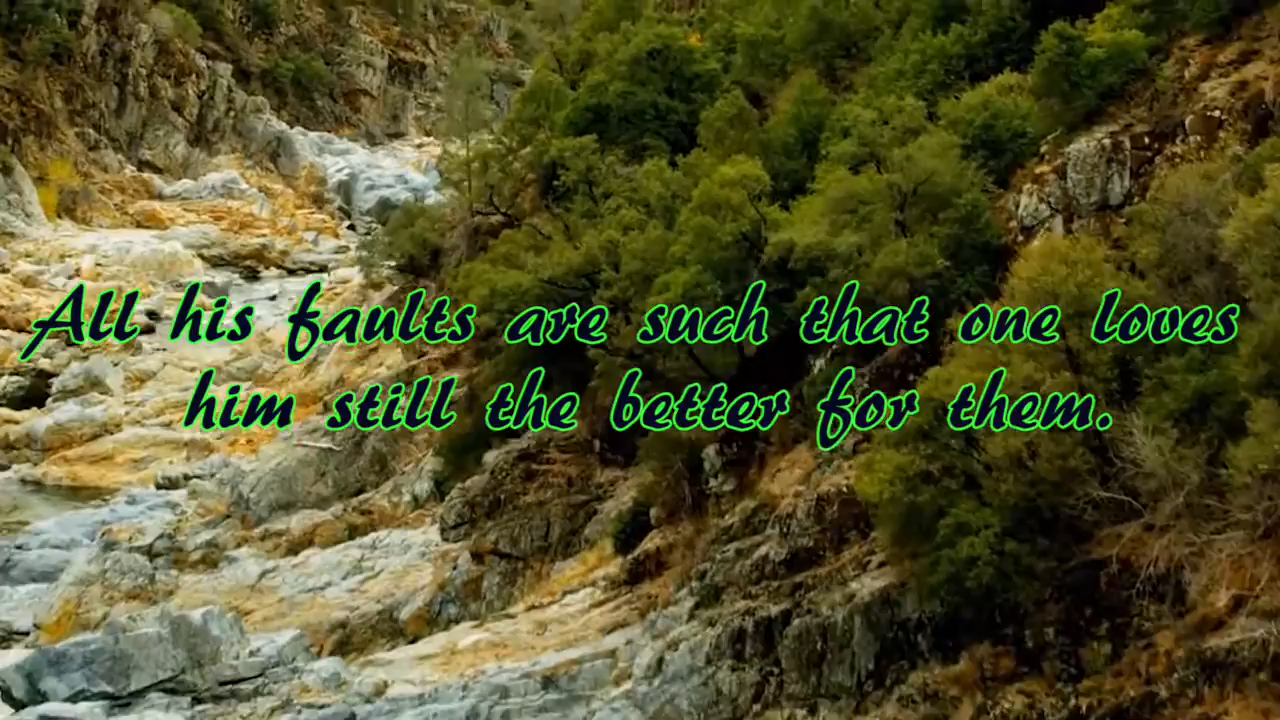 All his faults are such that one loves
him still the better for them.